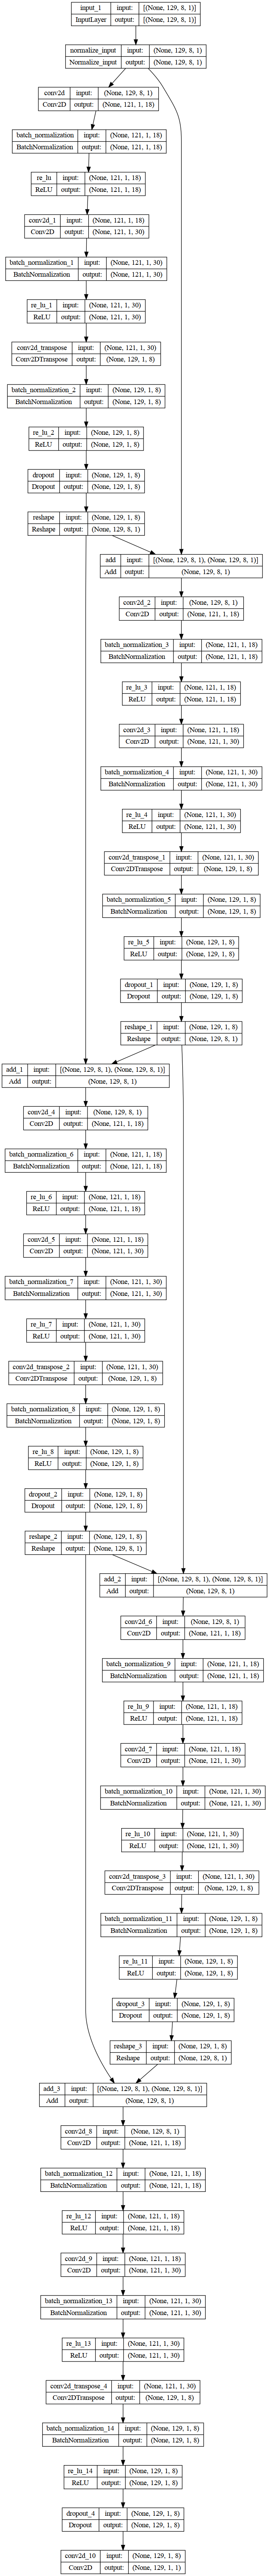 input_1 input: [(None, 129, 8, 1)]
InputLayer output: [(None, 129, 8, 1)]
normalize_input input: (None, 129, 8, 1)
Normalize_input output: (None, 129, 8, 1)
conv2d input: (None, 129, 8, 1)
Conv2D output: (None, 121, 1, 18)
batch_normalization input: (None, 121, 1, 18)
BatchNormalization output: (None, 121, 1, 18)
re_lu input: (None, 121, 1, 18)
ReLU output: (None, 121, 1, 18)
conv2d_1 input: (None, 121, 1, 18)
Conv2D output: (None, 121, 1, 30)
batch_normalization_1 input: (None, 121, 1, 30)
BatchNormalization output: (None, 121, 1, 30)
re_lu_1 input: (None, 121, 1, 30)
ReLU output: (None, 121, 1, 30)
conv2d_transpose input: (None, 121, 1, 30)
Conv2DTranspose output: (None, 129, 1, 8)
batch_normalization_2 input: (None, 129, 1, 8)
BatchNormalization output: (None, 129, 1, 8)
re_lu_2 input: (None, 129, 1, 8)
ReLU output: (None, 129, 1, 8)
dropout input: (None, 129, 1, 8)
Dropout output: (None, 129, 1, 8)
reshape input: (None, 129, 1, 8)
Reshape output: (None, 129, 8, 1)
add input: [(None, 129, 8, 1), (None, 129, 8, 1)]
Add output: (None, 129, 8, 1)
conv2d_2 input: (None, 129, 8, 1)
Conv2D output: (None, 121, 1, 18)
batch_normalization_3 input: (None, 121, 1, 18)
BatchNormalization output: (None, 121, 1, 18)
re_lu_3 input: (None, 121, 1, 18)
ReLU output: (None, 121, 1, 18)
conv2d_3 input: (None, 121, 1, 18)
Conv2D output: (None, 121, 1, 30)
batch_normalization_4 input: (None, 121, 1, 30)
BatchNormalization output: (None, 121, 1, 30)
re_lu_4 input: (None, 121, 1, 30)
ReLU output: (None, 121, 1, 30)
conv2d_transpose_1 input: (None, 121, 1, 30)
Conv2DTranspose output: (None, 129, 1, 8)
batch_normalization_5 input: (None, 129, 1, 8)
BatchNormalization output: (None, 129, 1, 8)
re_lu_5 input: (None, 129, 1, 8)
ReLU output: (None, 129, 1, 8)
dropout_1 input: (None, 129, 1, 8)
Dropout output: (None, 129, 1, 8)
reshape_1 input: (None, 129, 1, 8)
Reshape output: (None, 129, 8, 1)
add_1 input: [(None, 129, 8, 1), (None, 129, 8, 1)]
Add output: (None, 129, 8, 1)
conv2d_4 input: (None, 129, 8, 1)
Conv2D output: (None, 121, 1, 18)
batch_normalization_6 input: (None, 121, 1, 18)
BatchNormalization output: (None, 121, 1, 18)
re_lu_6 input: (None, 121, 1, 18)
ReLU output: (None, 121, 1, 18)
conv2d_5 input: (None, 121, 1, 18)
Conv2D output: (None, 121, 1, 30)
batch_normalization_7 input: (None, 121, 1, 30)
BatchNormalization output: (None, 121, 1, 30)
re_lu_7 input: (None, 121, 1, 30)
ReLU output: (None, 121, 1, 30)
conv2d_transpose_2 input: (None, 121, 1, 30)
Conv2DTranspose output: (None, 129, 1, 8)
batch_normalization_8 input: (None, 129, 1, 8)
BatchNormalization output: (None, 129, 1, 8)
re_lu_8 input: (None, 129, 1, 8)
ReLU output: (None, 129, 1, 8)
dropout_2 input: (None, 129, 1, 8)
Dropout output: (None, 129, 1, 8)
reshape_2 input: (None, 129, 1, 8)
Reshape output: (None, 129, 8, 1)
add_2 input: [(None, 129, 8, 1), (None, 129, 8, 1)]
Add output: (None, 129, 8, 1)
conv2d_6 input: (None, 129, 8, 1)
Conv2D output: (None, 121, 1, 18)
batch_normalization_9 input: (None, 121, 1, 18)
BatchNormalization output: (None, 121, 1, 18)
re_lu_9 input: (None, 121, 1, 18)
ReLU output: (None, 121, 1, 18)
conv2d_7 input: (None, 121, 1, 18)
Conv2D output: (None, 121, 1, 30)
batch_normalization_10 input: (None, 121, 1, 30)
BatchNormalization output: (None, 121, 1, 30)
re_lu_10 input: (None, 121, 1, 30)
ReLU output: (None, 121, 1, 30)
conv2d_transpose_3 input: (None, 121, 1, 30)
Conv2DTranspose output: (None, 129, 1, 8)
batch_normalization_11 input: (None, 129, 1, 8)
BatchNormalization output: (None, 129, 1, 8)
re_lu_11 input: (None, 129, 1, 8)
ReLU output: (None, 129, 1, 8)
dropout_3 input: (None, 129, 1, 8)
Dropout output: (None, 129, 1, 8)
reshape_3 input: (None, 129, 1, 8)
Reshape output: (None, 129, 8, 1)
add_3 input: [(None, 129, 8, 1), (None, 129, 8, 1)]
Add output: (None, 129, 8, 1)
conv2d_8 input: (None, 129, 8, 1)
Conv2D output: (None, 121, 1, 18)
batch_normalization_12 input: (None, 121, 1, 18)
BatchNormalization output: (None, 121, 1, 18)
re_lu_12 input: (None, 121, 1, 18)
ReLU output: (None, 121, 1, 18)
conv2d_9 input: (None, 121, 1, 18)
Conv2D output: (None, 121, 1, 30)
batch_normalization_13 input: (None, 121, 1, 30)
BatchNormalization output: (None, 121, 1, 30)
re_lu_13 input: (None, 121, 1, 30)
ReLU output: (None, 121, 1, 30)
conv2d_transpose_4 input: (None, 121, 1, 30)
Conv2DTranspose output: (None, 129, 1, 8)
batch_normalization_14 input: (None, 129, 1, 8)
BatchNormalization output: (None, 129, 1, 8)
re_lu_14 input: (None, 129, 1, 8)
ReLU output: (None, 129, 1, 8)
dropout_4 input: (None, 129, 1, 8)
Dropout output: (None, 129, 1, 8)
conv2d_10 input: (None, 129, 1, 8)
Conv2D output: (None, 129, 1, 1)